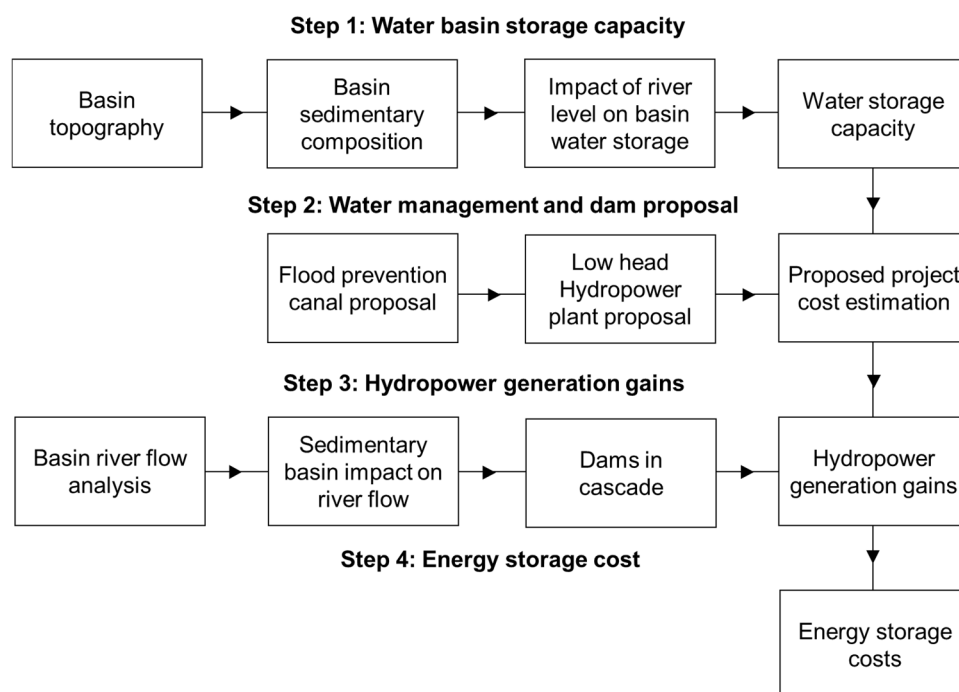 Step 1: Water basin storage capacity
Basin
topography
Basin
sedimentary
composition
Impact of river
level on basin
water storage
Water storage
capacity
Step 2: Water management and dam proposal
Flood prevention
canal proposal
Low head
Hydropower
plant proposal
Proposed project
cost estimation
Step 3: Hydropower generation gains
Basin river flow
analysis
Sedimentary
basin impact on
river flow
Dams in
cascade
Hydropower
generation gains
Step 4: Energy storage cost
Energy storage
costs